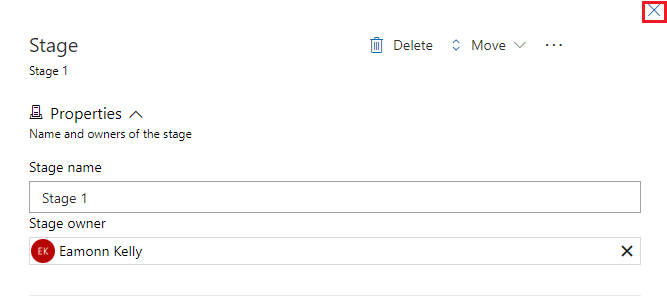 Stage
Delete
Move
Stage 1
Properties
Name and owners of the stage
Stage name
Stage 1
Stage owner
EK Eamonn Kelly